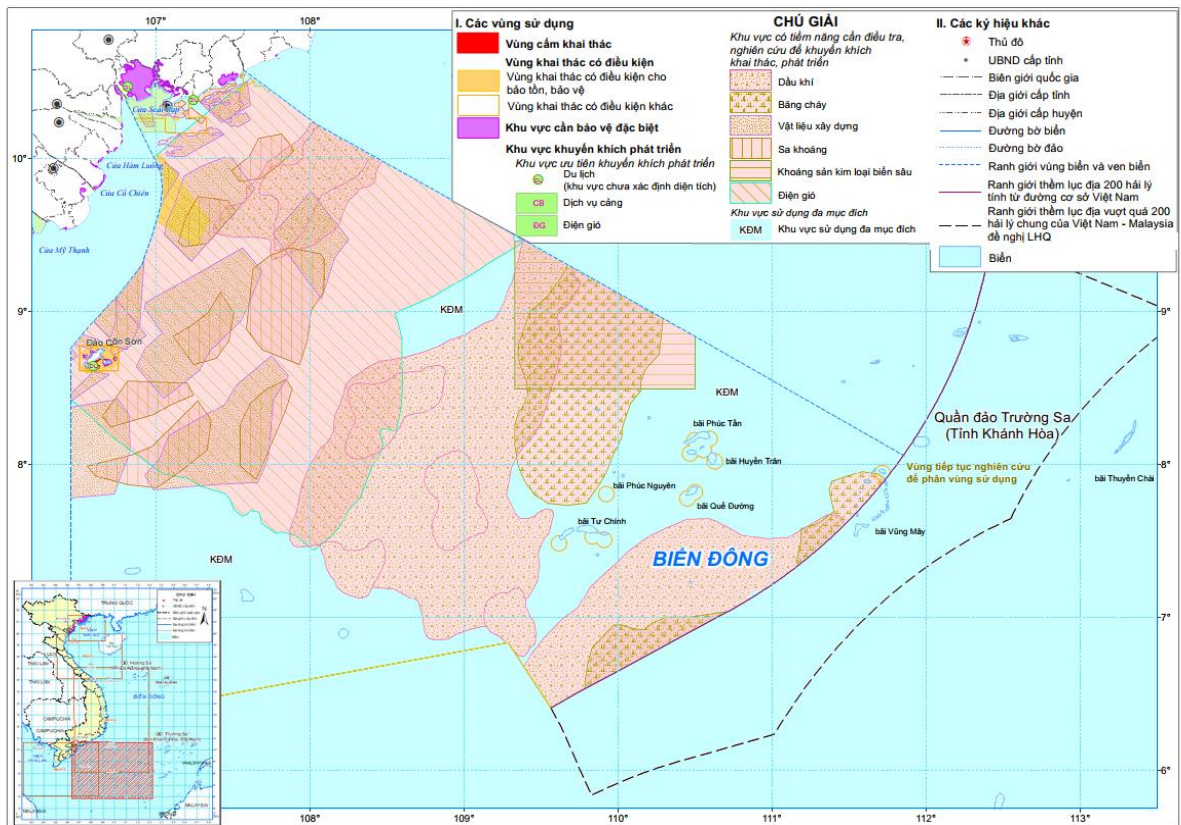 107°
108°
I. Các vùng sử dụng
Vùng cấm khai thác
Vùng khai thác có điều kiện
Vùng khai thác có điều kiện cho
bảo tồn, bảo vệ
Vùng khai thác có điều kiện khác
Khu vực cần bảo vệ đặc biệt
Khu vực khuyến khích phát triển
Khu vực ưu tiên khuyến khích phát triển
DL
Du lịch
(khu vực chưa xác định diện tích)
CB
Dịch vụ cảng
ĐG
Điện gió
CHÚ GIẢI
Khu vực có tiềm năng cần điều tra,
nghiên cứu để khuyến khích
khai thác, phát triển
Dầu khí
Băng cháy
Vật liệu xây dựng
Sa khoáng
Khoáng sản kim loại biển sâu
Điện gió
Khu vực sử dụng đa mục đích
KĐM
Khu vực sử dụng đa mục đích
II. Các ký hiệu khác
Thủ đô
UBND cấp tỉnh
Biên giới quốc gia
Địa giới cấp tỉnh
Địa giới cấp huyện
Đường bờ biển
Đường bờ đảo
Ranh giới vùng biển và ven biển
Ranh giới thềm lục địa 200 hải lý
tính từ đường cơ sở Việt Nam
Ranh giới thềm lục địa vượt quá 200
hải lý chung của Việt Nam - Malaysia
đề nghị LHQ
Biển
Cửa Soài Rạp
10°
Cửa Hàm Luông
Cửa Cổ Chiên
Cửa Mỹ Thạnh
9°
KĐM
9°
Đảo Côn Sơn
DL
KĐM
Quần đảo Trường Sa
(Tỉnh Khánh Hòa)
bãi Phúc Tần
8°
bãi Huyền Trân
8°
Vùng tiếp tục nghiên cứu
để phân vùng sử dụng
bãi Thuyền Chài
bãi Phúc Nguyên
bãi Quế Đường
bãi Tư Chính
bãi Vũng Mây
KĐM
BIỂN ĐÔNG
7°
7°
6°
TRUNG QUỐC
LÀO
THÁI LAN
THÁI LAN
BIỂN ĐÔNG
CAMPUCHIA
CAMPUCHIA
MALAYSIA
MALAYSIA
N
108°
109°
110°
111°
112°
113°